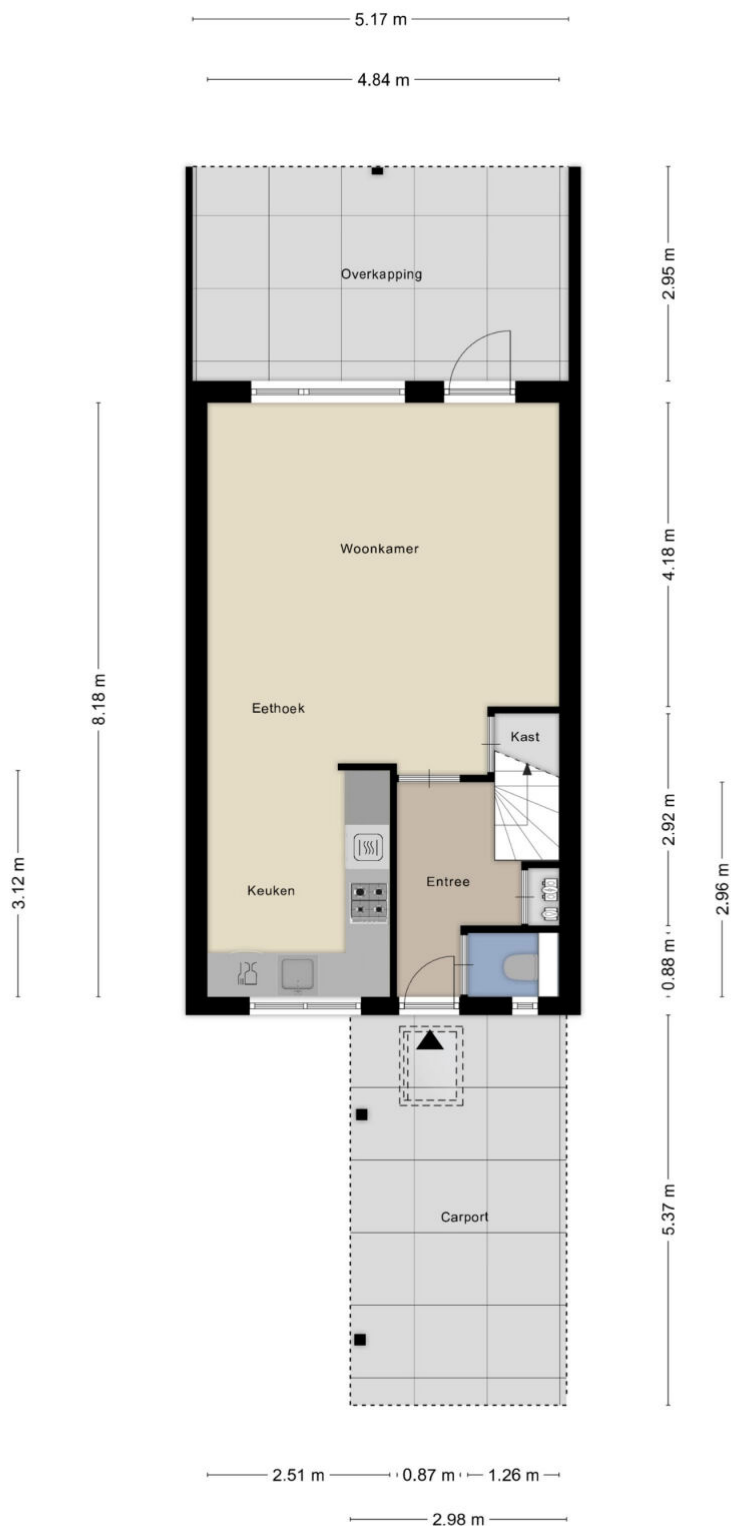 5.17 m
4.84 m
Overkapping
2.95 m
Woonkamer
4.18 m
8.18 m
Eethoek
Kast
2.92 m
3.12 m
Keuken
Entree
2.96 m
0.88 m
Carport
5.37 m
2.51 m
0.87 m
1.26 m
2.98 m